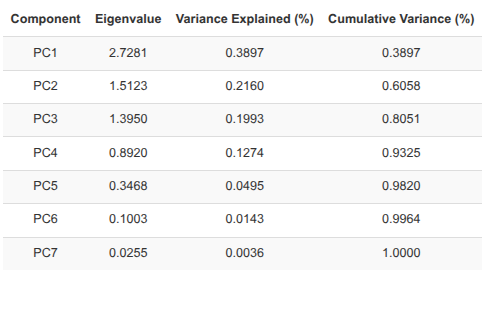 Component Eigenvalue Variance Explained (%) Cumulative Variance (%)
PC1 2.7281 0.3897 0.3897
PC2 1.5123 0.2160 0.6058
PC3 1.3950 0.1993 0.8051
PC4 0.8920 0.1274 0.9325
PC5 0.3468 0.0495 0.9820
PC6 0.1003 0.0143 0.9964
PC7 0.0255 0.0036 1.0000